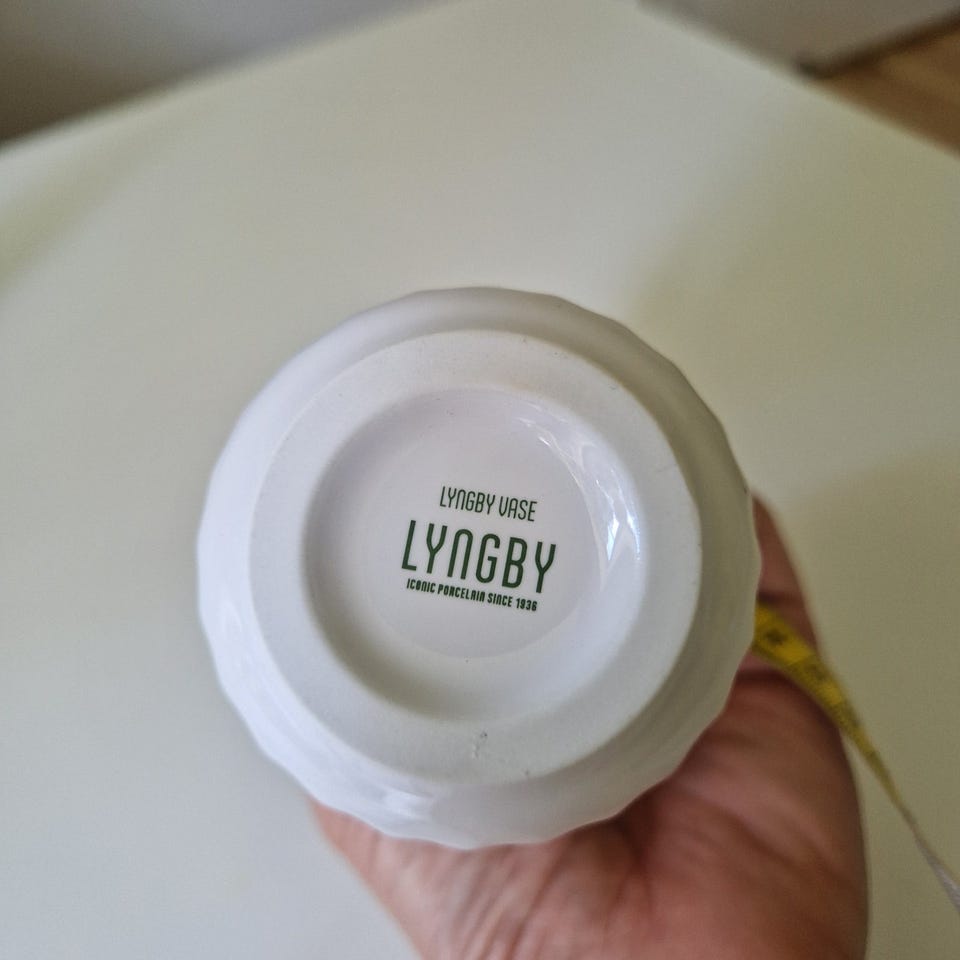 LYNGBY VASE
LYNGBY
ICONIC PORCELAIN SINCE 1936